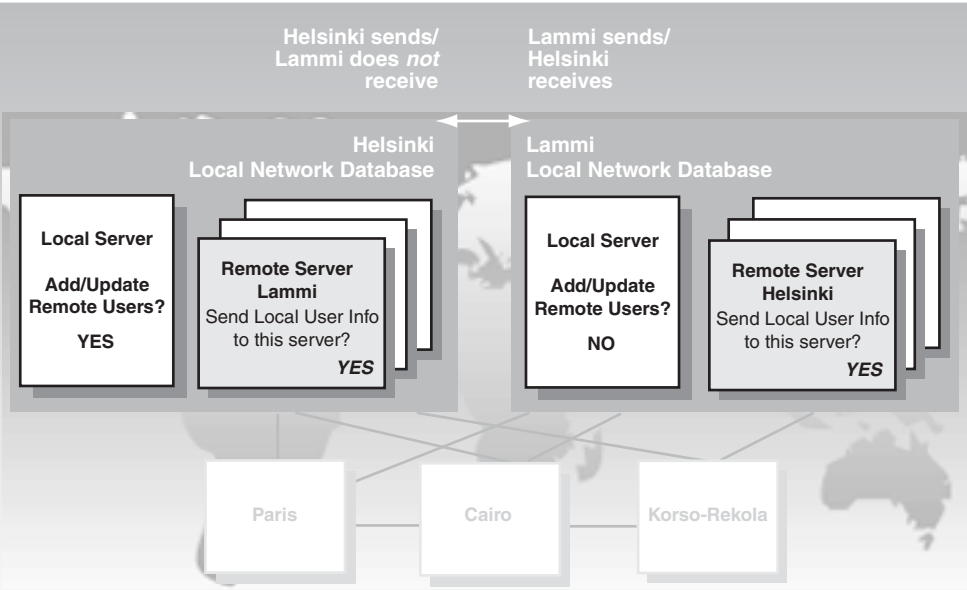 Helsinki sends/
Lammi does not
receive
Lammi sends/
Helsinki
receives
Helsinki
Local Network Database
Lammi
Local Network Database
Local Server
Add/Update
Remote Users?
YES
Remote Server
Lammi
Send Local User Info
to this server?
YES
Local Server
Add/Update
Remote Users?
NO
Remote Server
Helsinki
Send Local User Info
to this server?
YES
Paris
Cairo
Korso-Rekola